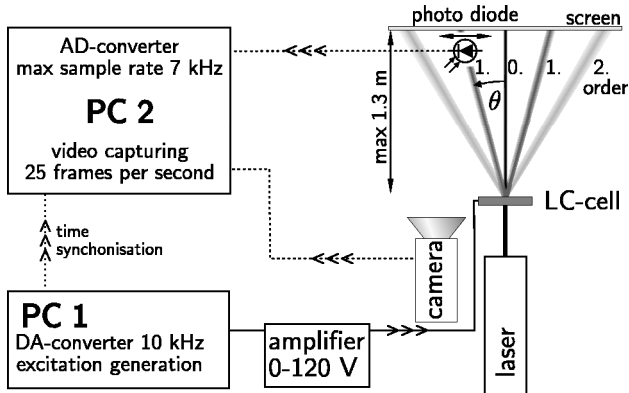 photo diode
screen
AD-converter
max sample rate 7 kHz
PC 2
video capturing
25 frames per second
max 1.3 m
1. 0. 1. 2.
order
θ
LC-cell
time
synchonisation
camera
PC 1
DA-converter 10 kHz
excitation generation
amplifier
0-120 V
laser